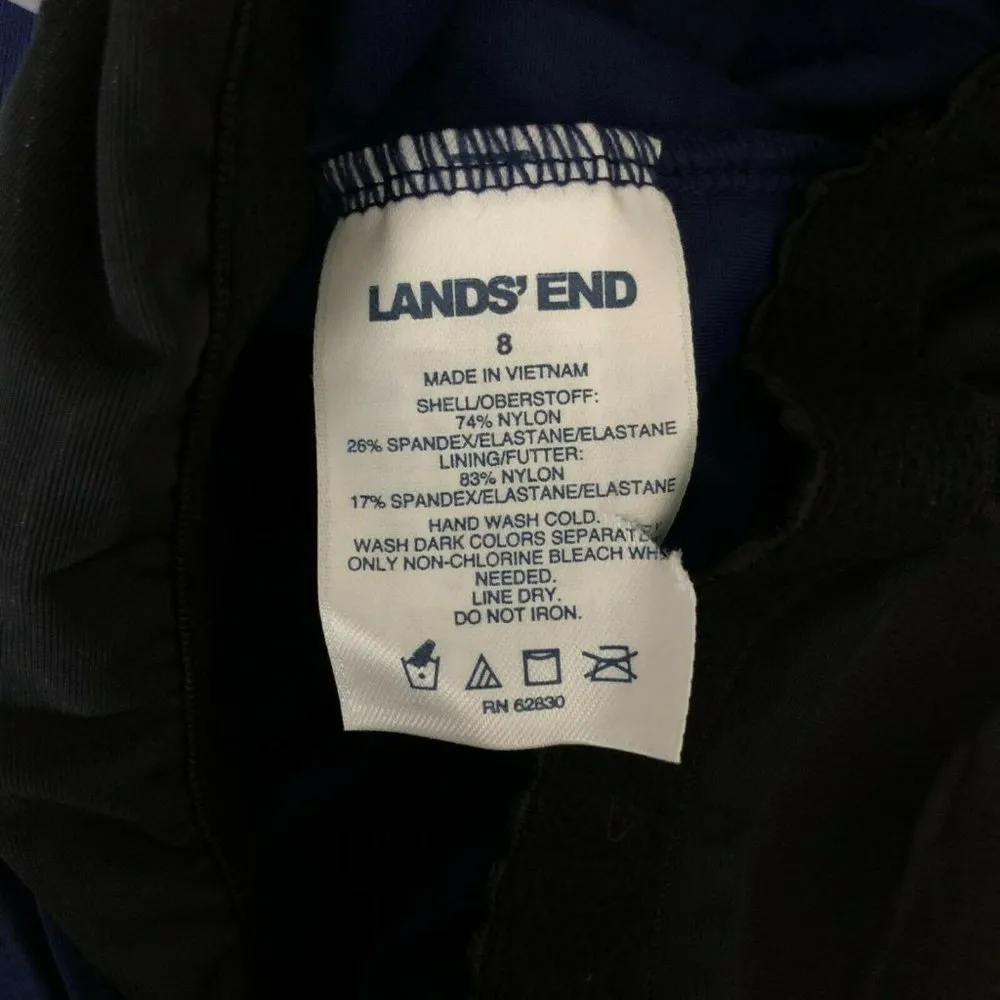 LANDS' END
8
MADE IN VIETNAM
SHELL/OBERSTOFF:
74% NYLON
26% SPANDEX/ELASTANE/ELASTANE
LINING/FUTTER:
83% NYLON
17% SPANDEX/ELASTANE/ELASTANE
HAND WASH COLD.
WASH DARK COLORS SEPARATE
ONLY NON-CHLORINE BLEACH WH
NEEDED.
LINE DRY.
DO NOT IRON.
RN 62830